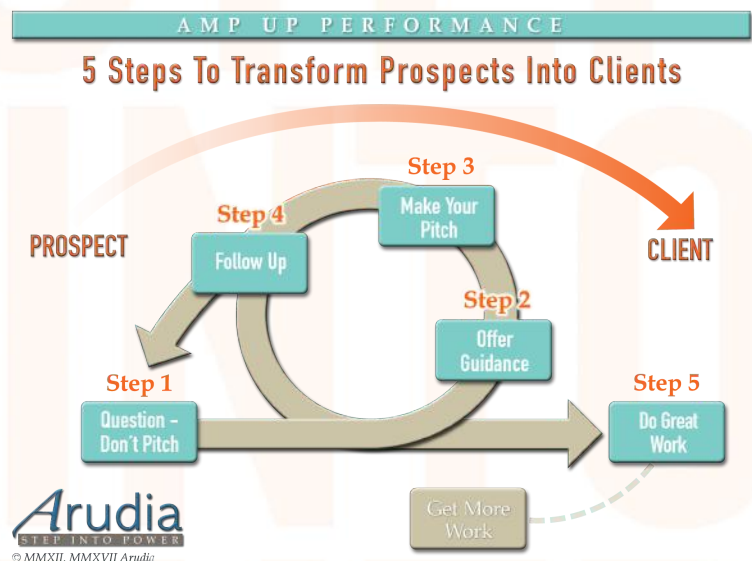 AMP UP PERFORMANCE
5 Steps To Transform Prospects Into Clients
Step 3
Make Your
Pitch
Step 4
Follow Up
PROSPECT
CLIENT
Step 2
Offer
Guidance
Step 1
Question –
Don't Pitch
Step 5
Do Great
Work
Get More
Work
Arudia
STEP INTO POWER
© MMXII, MMXVII Arudia
INTO